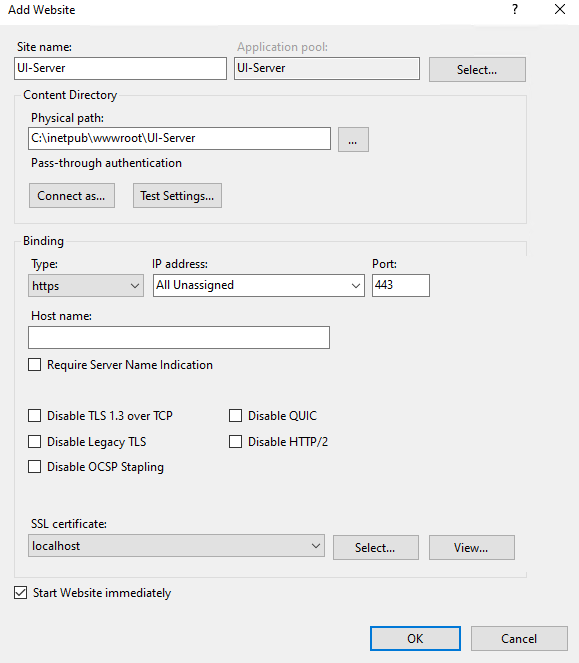 Add Website
?
Site name:
Application pool:
UI-Server
UI-Server
Select...
Content Directory
Physical path:
C:\inetpub\wwwroot\UI-Server
...
Pass-through authentication
Connect as...
Test Settings...
Binding
Type:
IP address:
Port:
https
All Unassigned
443
Host name:
Require Server Name Indication
Disable TLS 1.3 over TCP
Disable QUIC
Disable Legacy TLS
Disable HTTP/2
Disable OCSP Stapling
SSL certificate:
localhost
Select...
View...
Start Website immediately
OK
Cancel